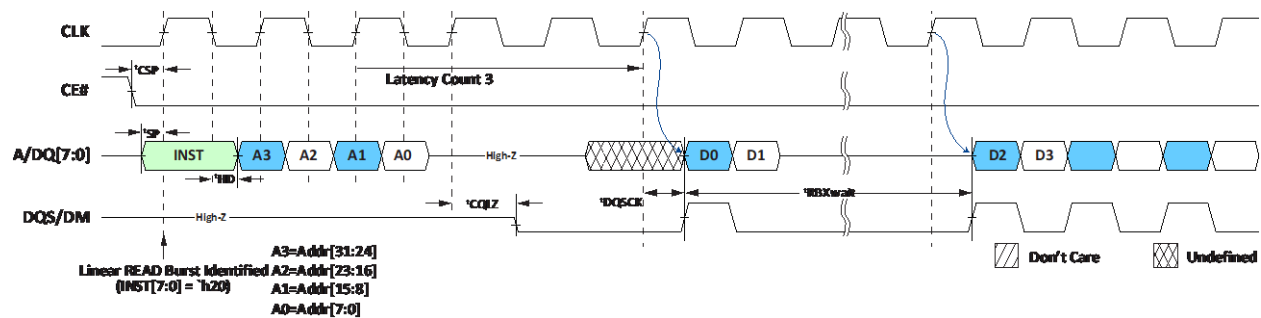 CLK
tCSP
Latency Count 3
CE#
tSP
A/DQ[7:0]
INST A3 A2 A1 A0 High-Z D0 D1 D2 D3
tHD
tCQLZ tDQSCK tRBXwait
DQS/DM High-Z
A3=Addr[31:24]
Linear READ Burst Identified A2=Addr[23:16]
(INST[7:0] = `h20) A1=Addr[15:8]
A0=Addr[7:0]
Don't Care Undefined